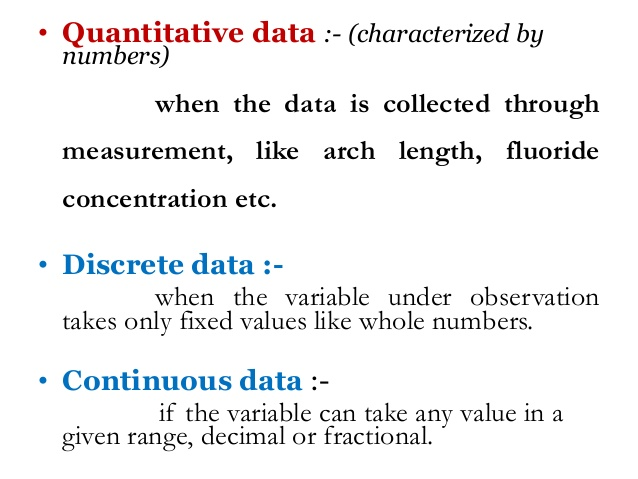 • Quantitative data :- (characterized by
numbers)
when the data is collected through
measurement, like arch length, fluoride
concentration etc.
• Discrete data :-
when the variable under observation
takes only fixed values like whole numbers.
• Continuous data :-
if the variable can take any value in a
given range, decimal or fractional.